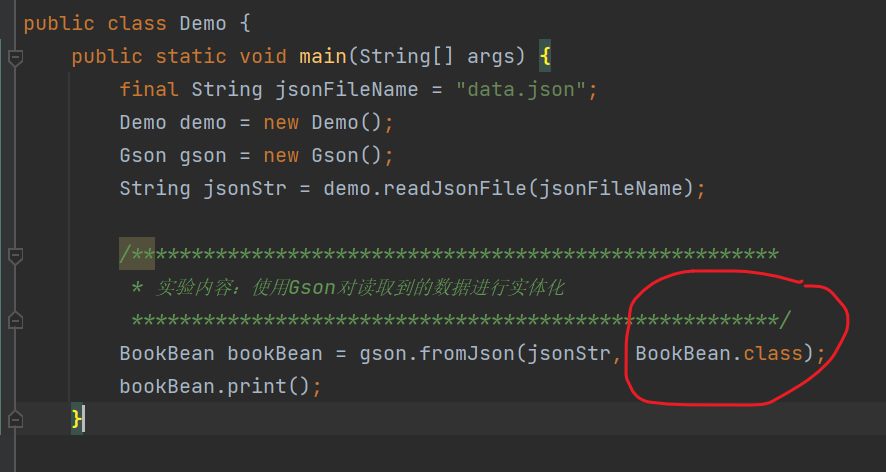 public class Demo {
public static void main(String[] args) {
final String jsonFileName = "data.json";
Demo demo = new Demo();
Gson gson = new Gson();
String jsonStr = demo.readJsonFile(jsonFileName);
/******************************************************
* 实验内容：使用Gson对读取到的数据进行实体化
******************************************************/
BookBean bookBean = gson.fromJson(jsonStr, BookBean.class);
bookBean.print();
}